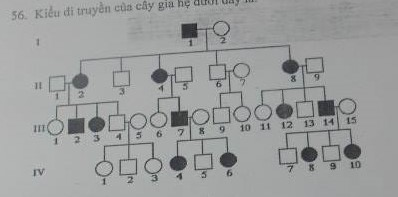 56. Kiểu di truyền của cây gia hệ dưới đây
I
1 2
II
1 2 3 4 5 6 7 8 9
III
1 2 3 4 5 6 7 8 9 10 11 12 13 14 15
IV
1 2 3 4 5 6 7 8 9 10